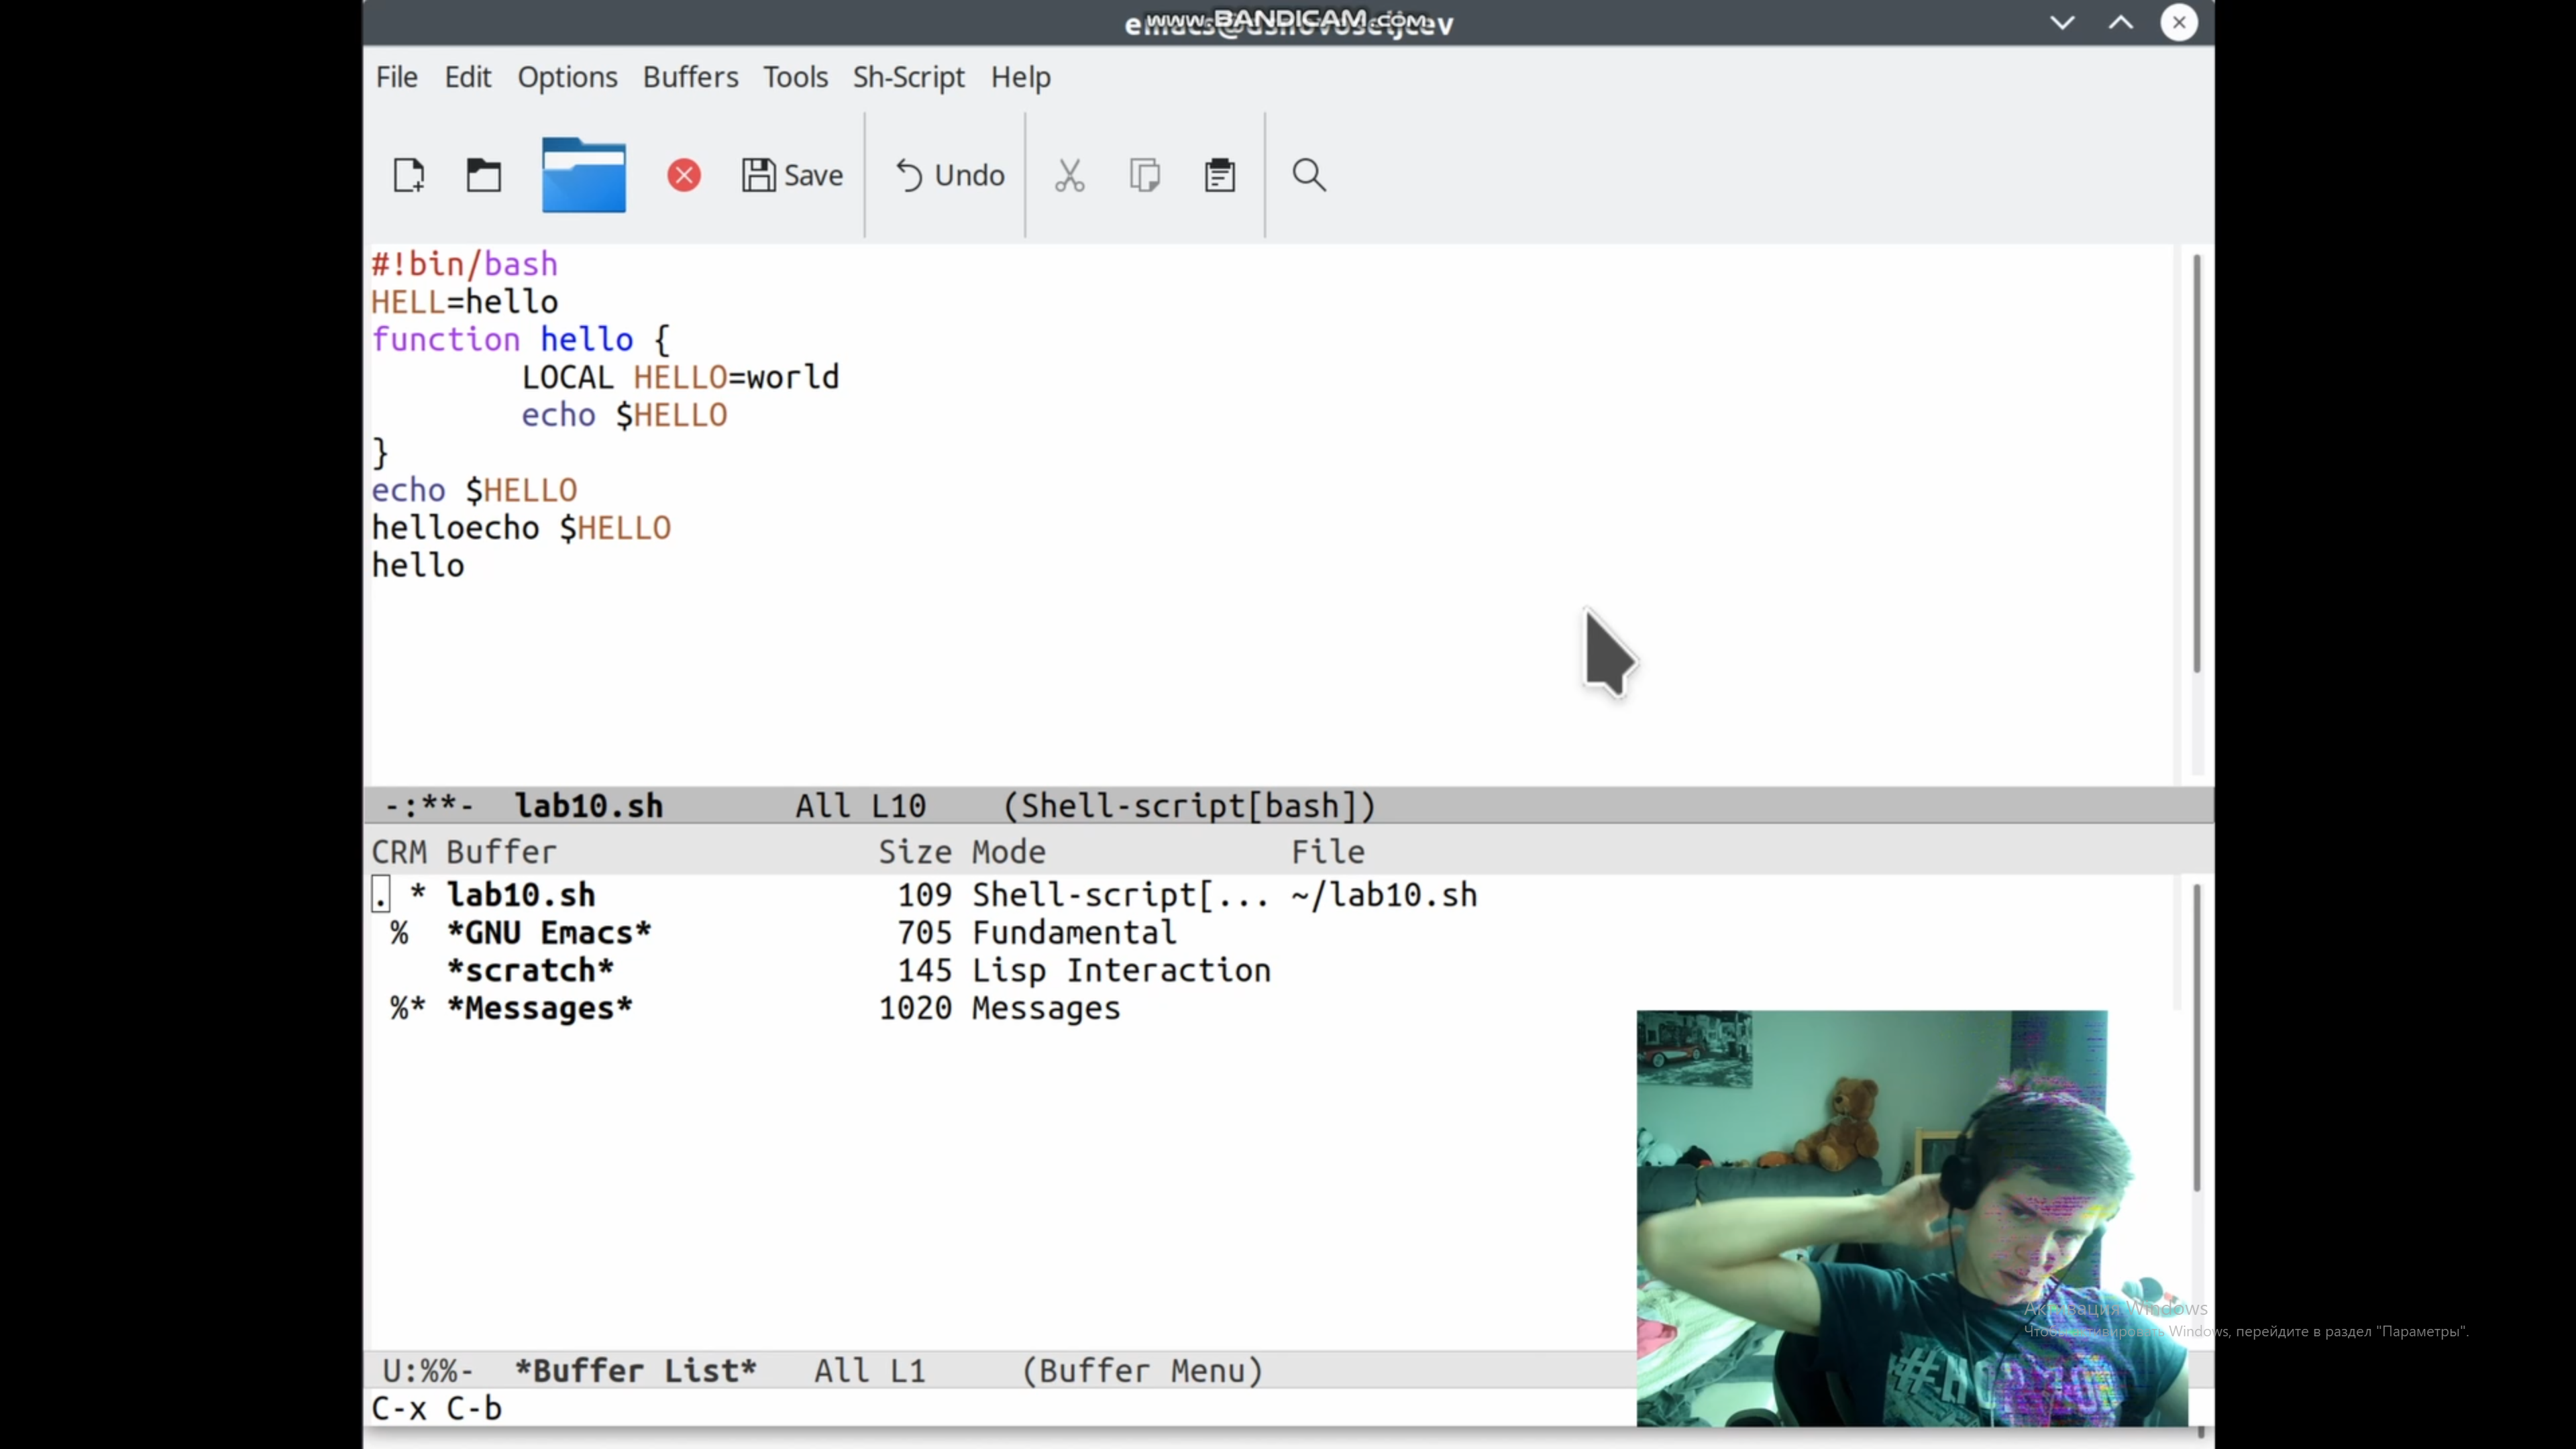 www.BANDICAM.com
File Edit Options Buffers Tools Sh-Script Help
Save Undo
#!bin/bash
HELL=hello
function hello {
LOCAL HELLO=world
echo $HELLO
}
echo $HELLO
helloecho $HELLO
hello
-:**- lab10.sh All L10 (Shell-script[bash])
CRM Buffer Size Mode File
. * lab10.sh 109 Shell-script[... ~/lab10.sh
% *GNU Emacs* 705 Fundamental
*scratch* 145 Lisp Interaction
%* *Messages* 1020 Messages
Активация Windows
Чтобы активировать Windows, перейдите в раздел "Параметры".
U:%%- *Buffer List* All L1 (Buffer Menu)
C-x C-b